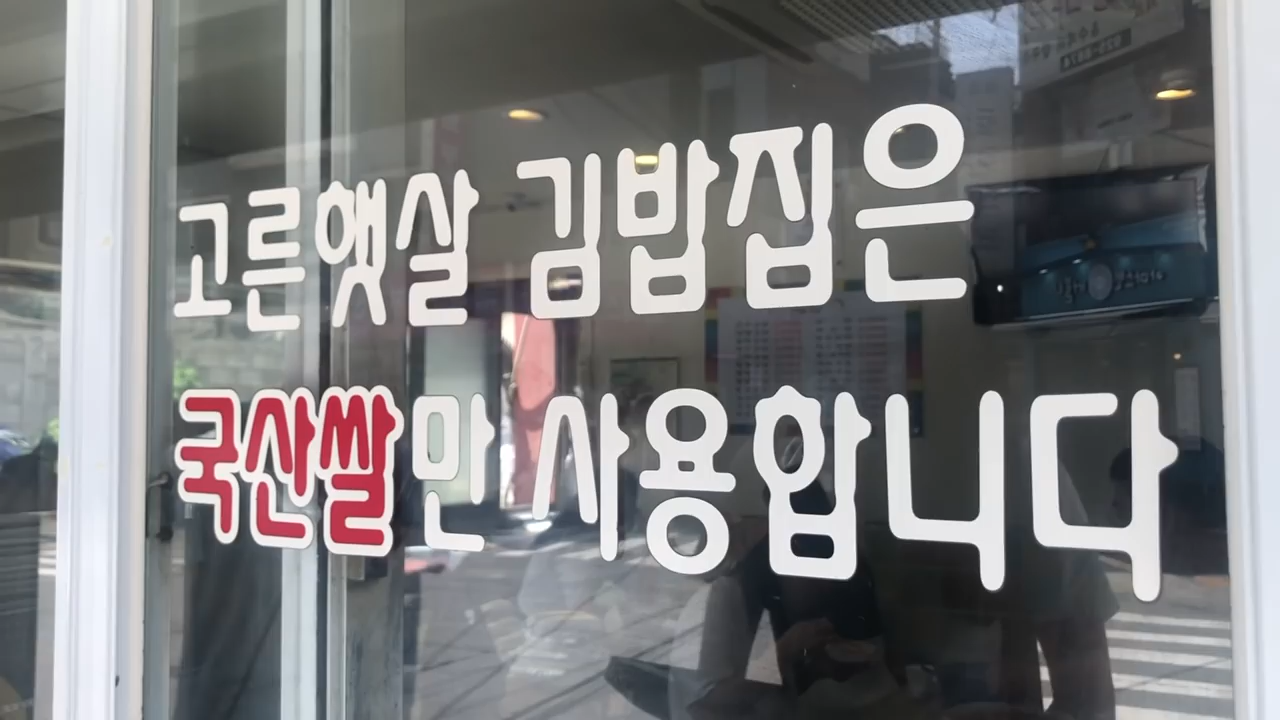 고른햇살 김밥집은
국산쌀만 사용합니다